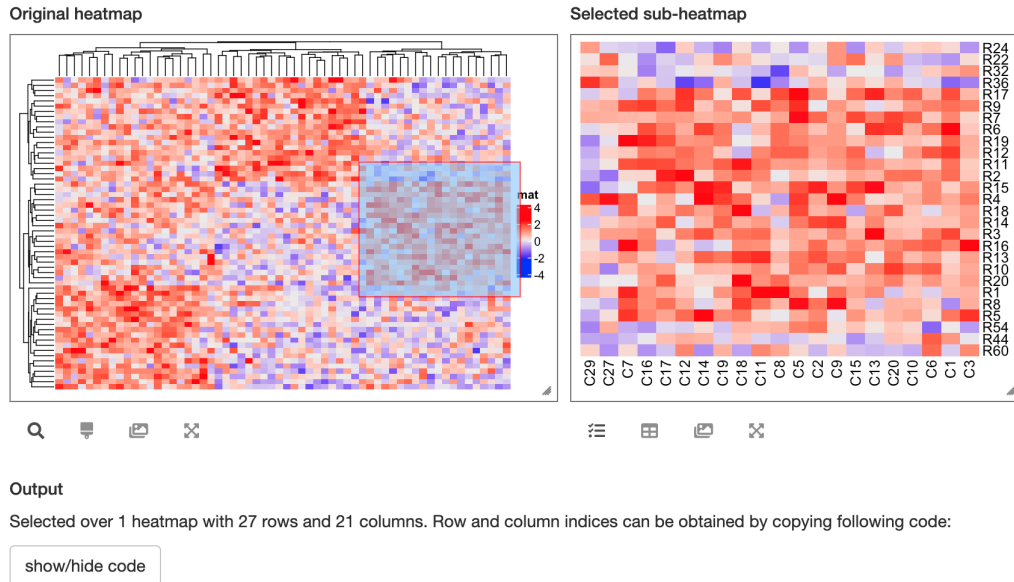 Original heatmap
Selected sub-heatmap
mat
4
2
0
-2
-4
R24
R22
R32
R36
R17
R9
R7
R6
R19
R12
R11
R2
R15
R4
R18
R14
R3
R16
R13
R10
R20
R1
R8
R5
R54
R44
R60
C29 C27 C7 C16 C17 C12 C14 C19 C18 C11 C8 C5 C2 C9 C15 C13 C20 C10 C6 C1 C3
Output
Selected over 1 heatmap with 27 rows and 21 columns. Row and column indices can be obtained by copying following code:
show/hide code